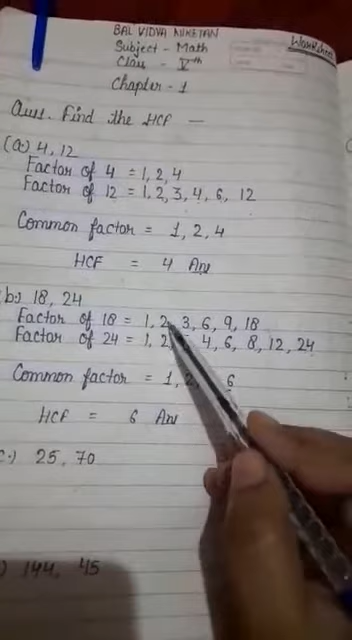 BAL VIDYA NIKETAN
Subject - Math
Worksheet
Class - Vth
Chapter - 1
Ques. Find the HCF —
(a.) 4, 12
Factor of 4 = 1, 2, 4
Factor of 12 = 1, 2, 3, 4, 6, 12
Common factor = 1, 2, 4
HCF = 4 Ans
(b.) 18, 24
Factor of 18 = 1, 2, 3, 6, 9, 18
Factor of 24 = 1, 2, 4, 6, 8, 12, 24
Common factor = 1, 2, 6
HCF = 6 Ans
c.) 25, 70
) 144, 45